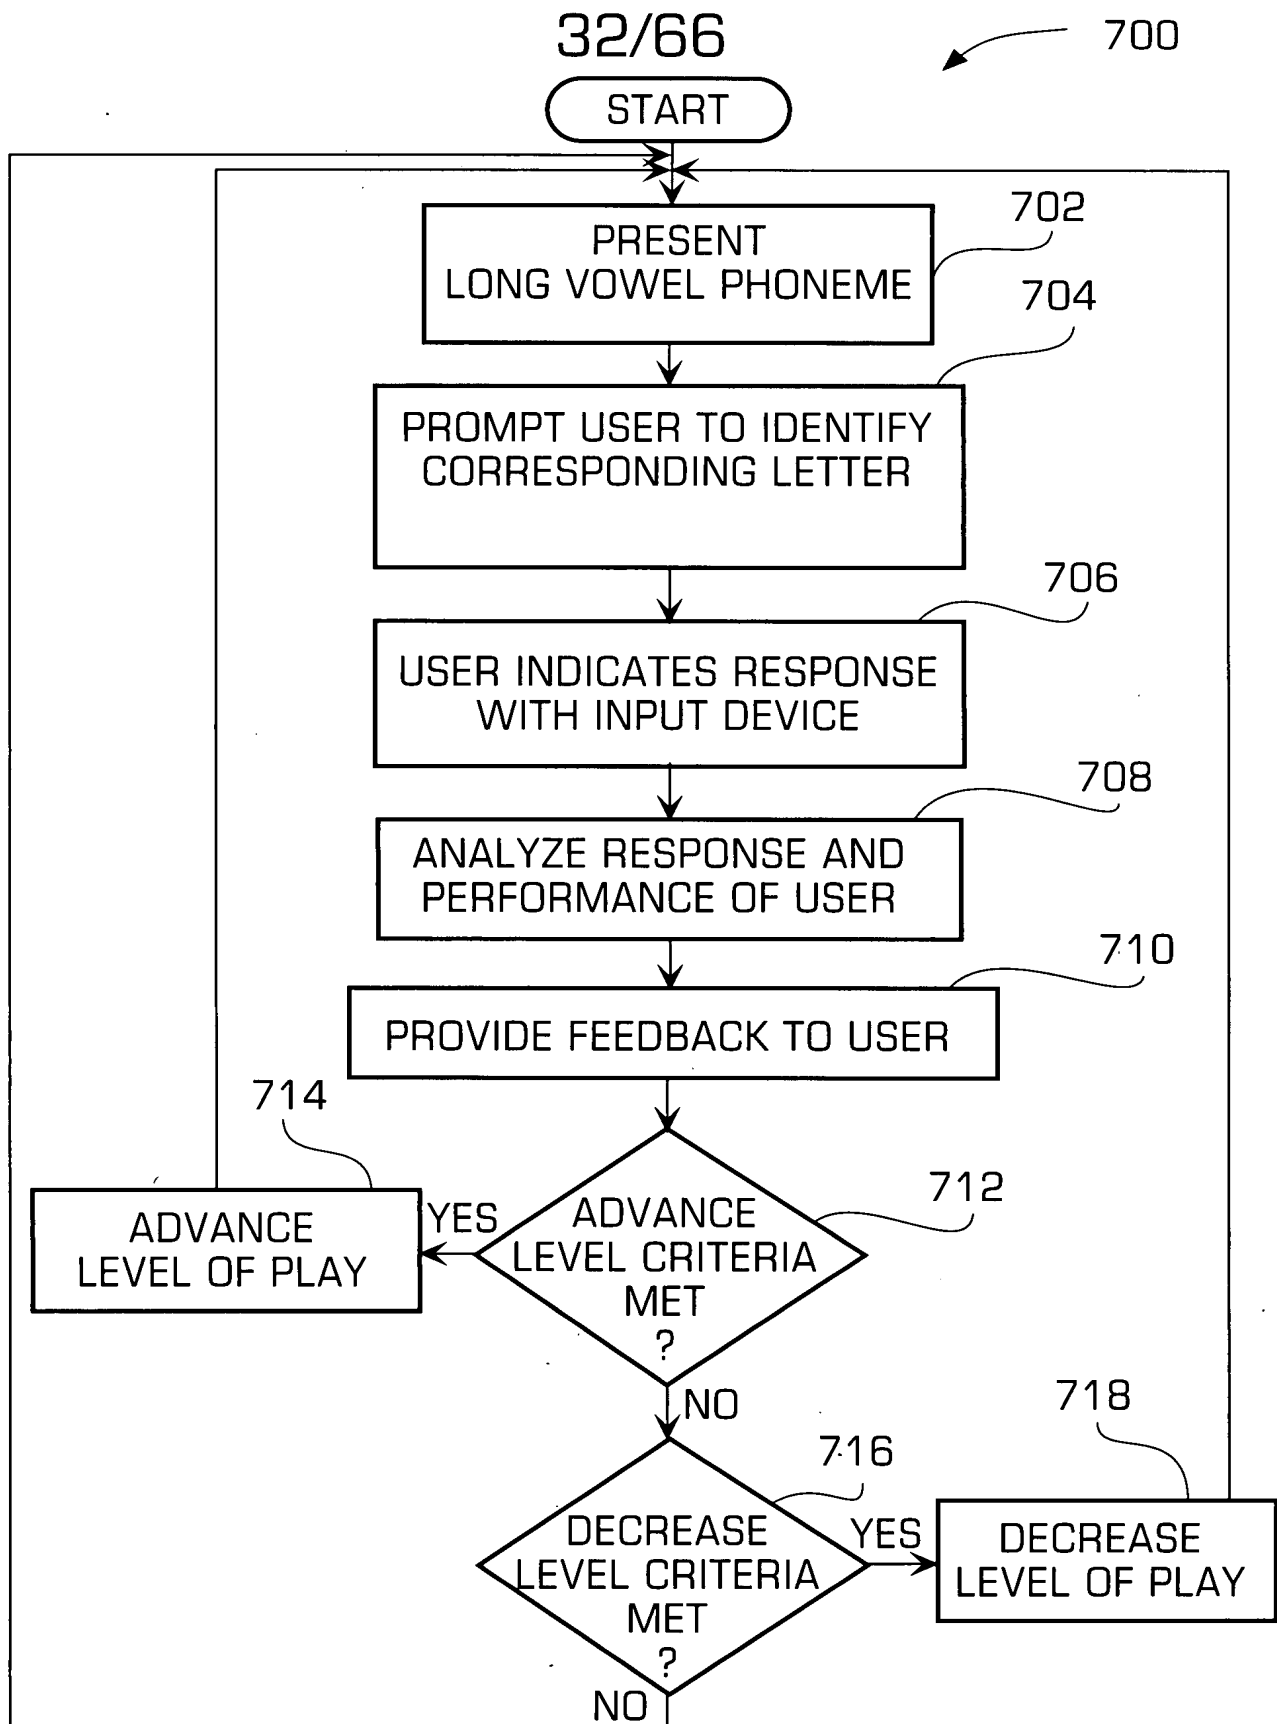 32/66
700
START
702
PRESENT
LONG VOWEL PHONEME
704
PROMPT USER TO IDENTIFY
CORRESPONDING LETTER
706
USER INDICATES RESPONSE
WITH INPUT DEVICE
708
ANALYZE RESPONSE AND
PERFORMANCE OF USER
710
PROVIDE FEEDBACK TO USER
714
ADVANCE
LEVEL OF PLAY
YES
712
ADVANCE
LEVEL CRITERIA
MET
?
NO
716
718
DECREASE
LEVEL CRITERIA
MET
?
YES
DECREASE
LEVEL OF PLAY
NO